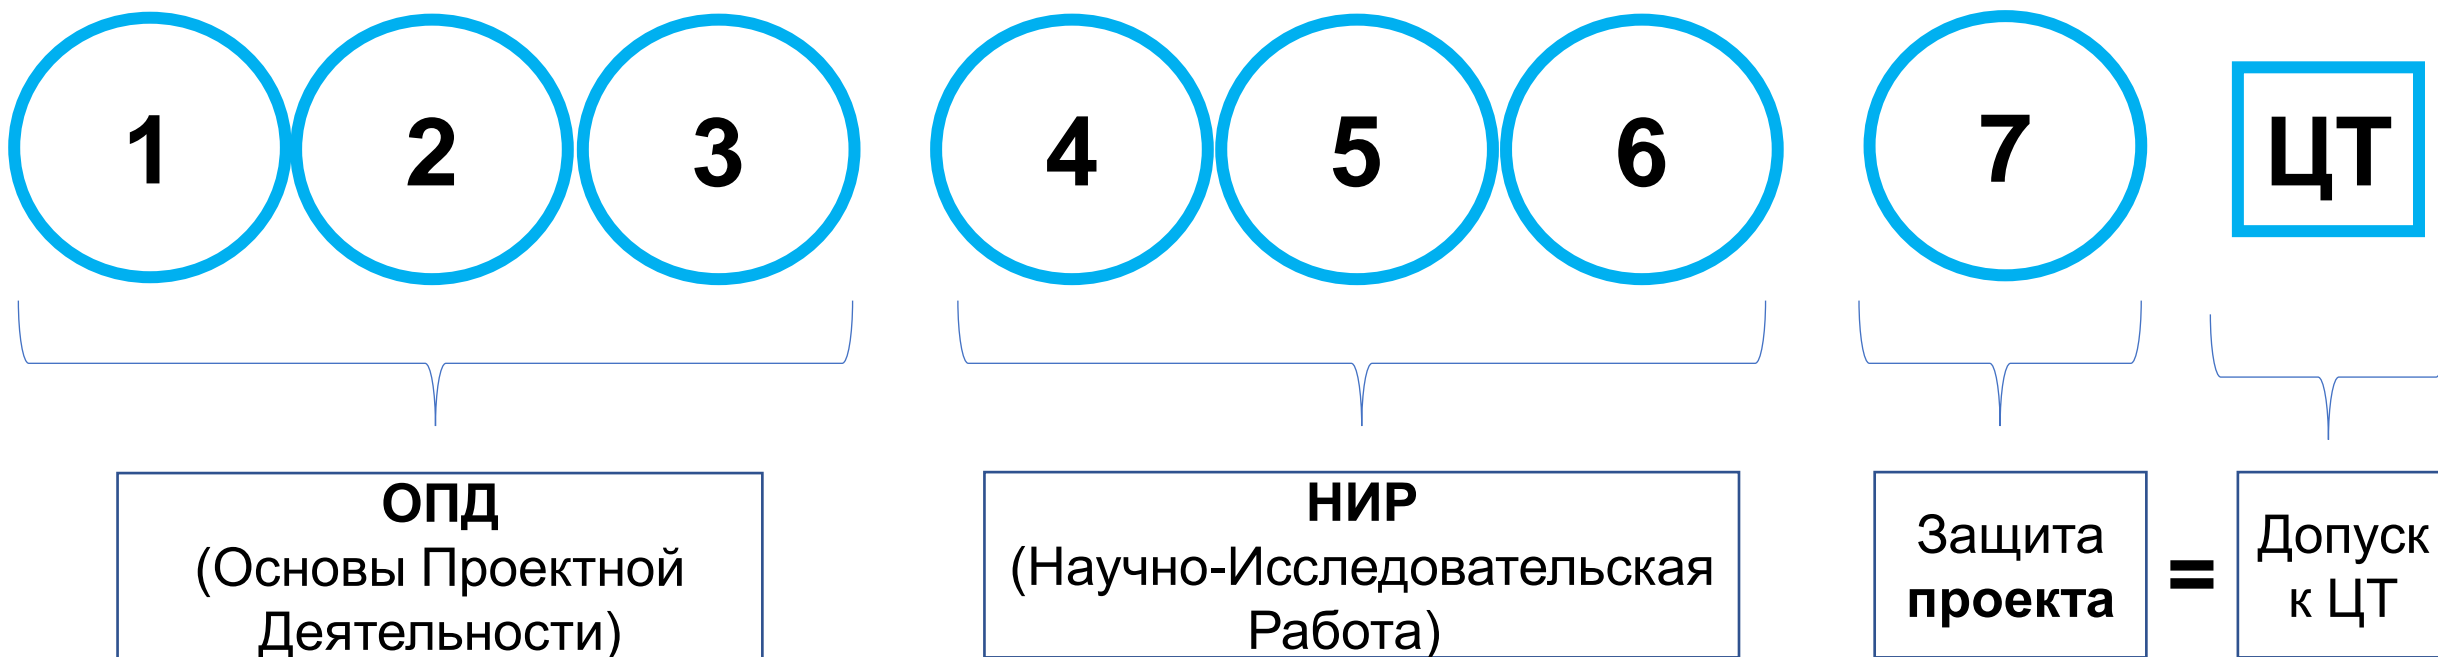 1 2 3 4 5 6 7 ЦТ
ОПД
(Основы Проектной
Деятельности)
НИР
(Научно-Исследовательская
Работа)
Защита
проекта
=
Допуск
к ЦТ